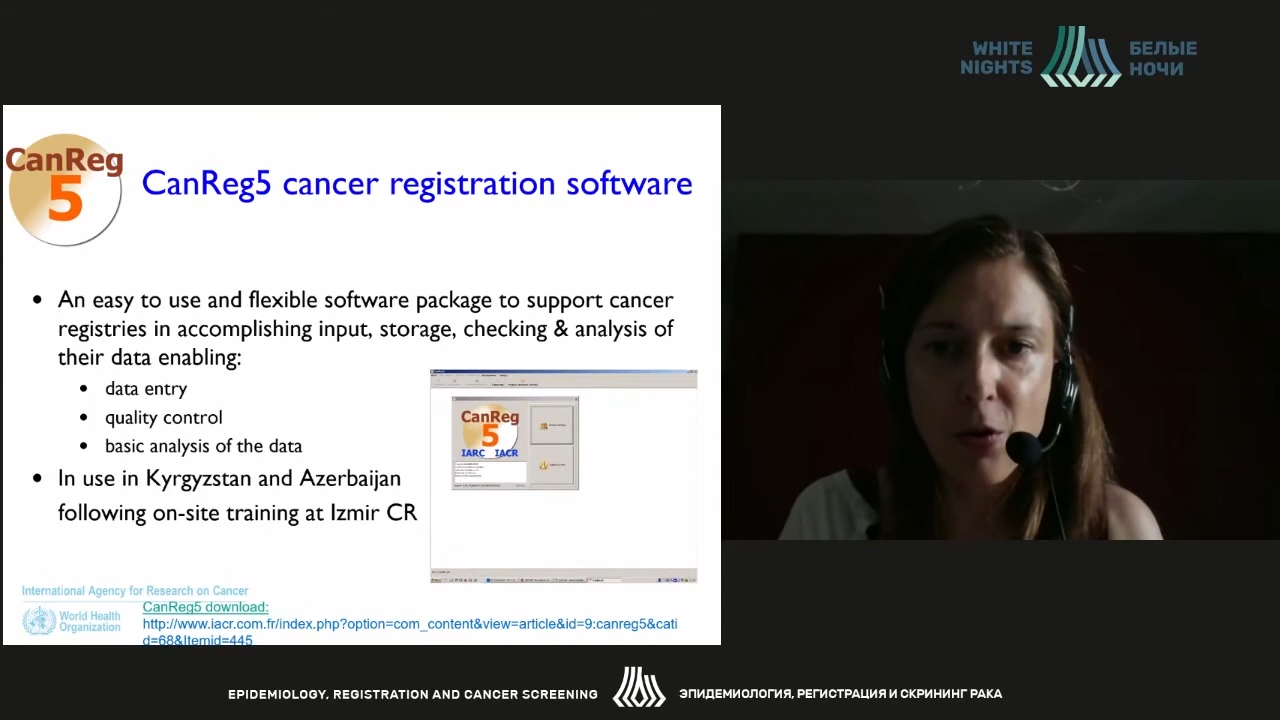 WHITE
NIGHTS
БЕЛЫЕ
НОЧИ
CanReg
5
CanReg5 cancer registration software
• An easy to use and flexible software package to support cancer
registries in accomplishing input, storage, checking & analysis of
their data enabling:
• data entry
• quality control
• basic analysis of the data
• In use in Kyrgyzstan and Azerbaijan
following on-site training at Izmir CR
CanReg
5
IARC IACR
International Agency for Research on Cancer
World Health
Organization
CanReg5 download:
http://www.iacr.com.fr/index.php?option=com_content&view=article&id=9:canreg5&cati
d=68&Itemid=445
EPIDEMIOLOGY, REGISTRATION AND CANCER SCREENING
ЭПИДЕМИОЛОГИЯ, РЕГИСТРАЦИЯ И СКРИНИНГ РАКА